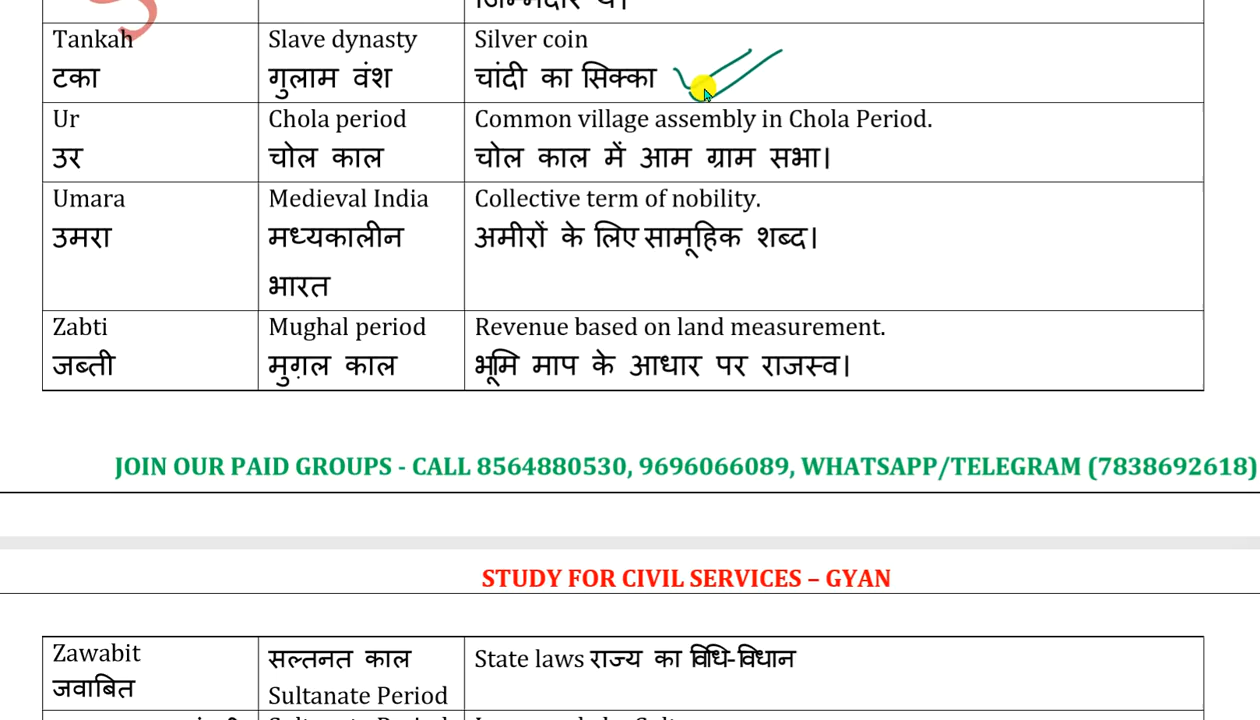 जिम्मेदार थे।
Tankah
टका
Slave dynasty
गुलाम वंश
Silver coin
चांदी का सिक्का
Ur
उर
Chola period
चोल काल
Common village assembly in Chola Period.
चोल काल में आम ग्राम सभा।
Umara
उमरा
Medieval India
मध्यकालीन
भारत
Collective term of nobility.
अमीरों के लिए सामूहिक शब्द।
Zabti
जब्ती
Mughal period
मुग़ल काल
Revenue based on land measurement.
भूमि माप के आधार पर राजस्व।
JOIN OUR PAID GROUPS - CALL 8564880530, 9696066089, WHATSAPP/TELEGRAM (7838692618)
STUDY FOR CIVIL SERVICES – GYAN
Zawabit
जवाबित
सल्तनत काल
Sultanate Period
State laws राज्य का विधि-विधान